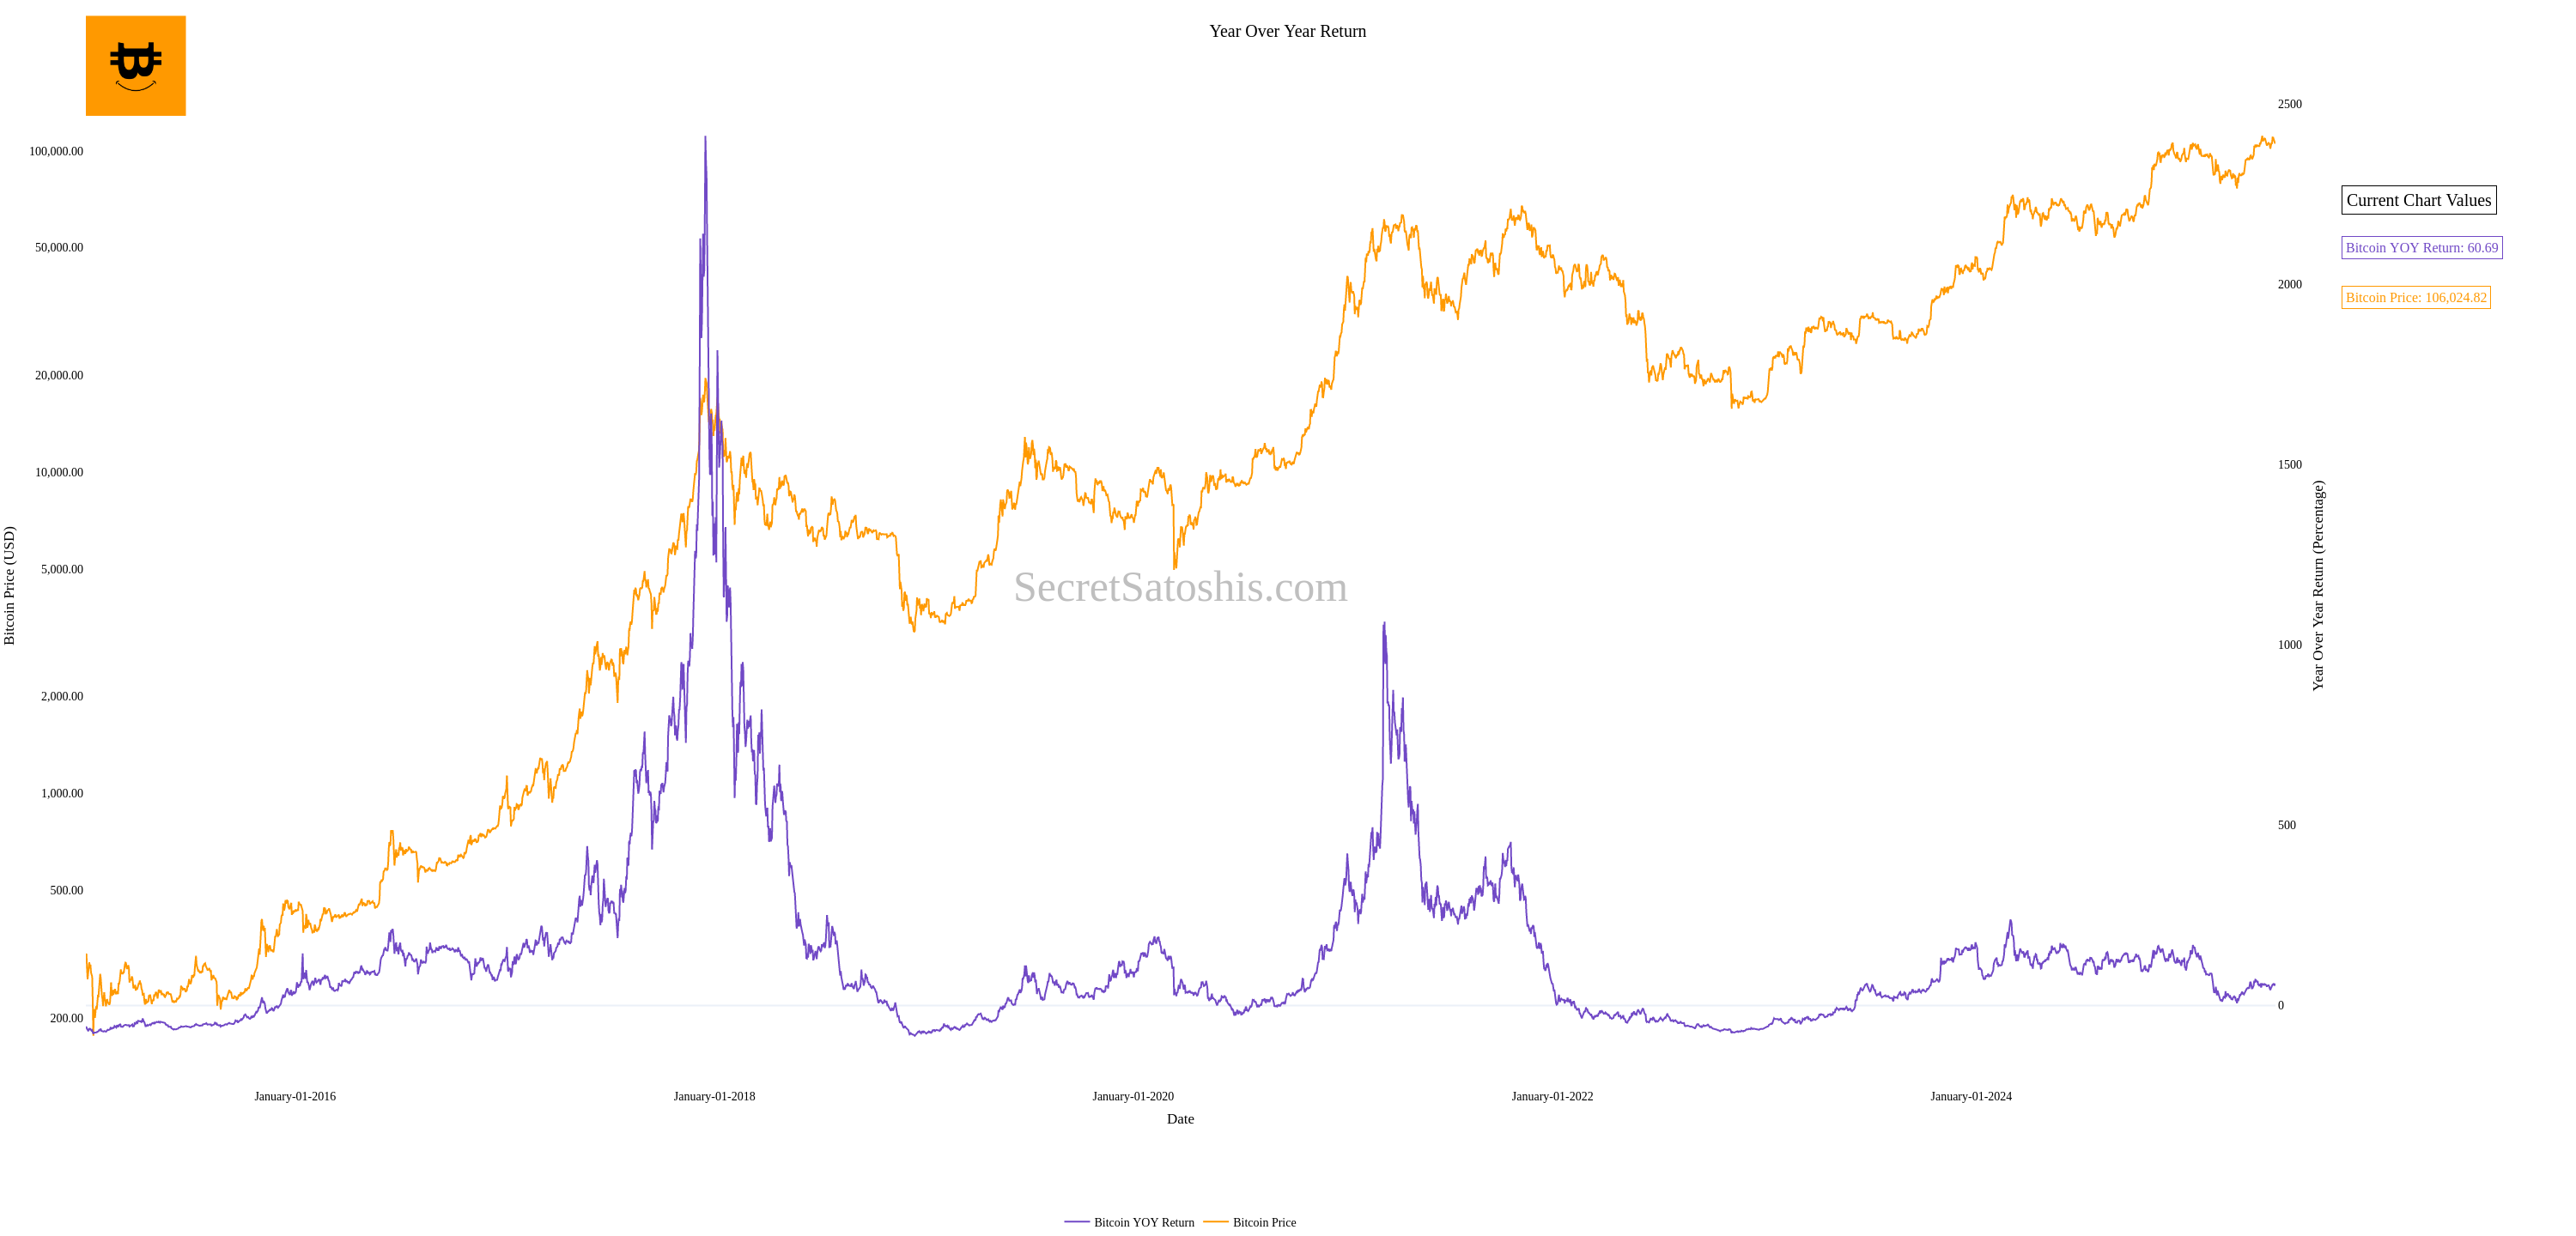 Year Over Year Return
2500
100,000.00
Current Chart Values
50,000.00
Bitcoin YOY Return: 60.69
2000
Bitcoin Price: 106,024.82
20,000.00
10,000.00
1500
Bitcoin Price (USD)
Year Over Year Return (Percentage)
5,000.00
SecretSatoshis.com
1000
2,000.00
1,000.00
500
500.00
0
200.00
January-01-2016
January-01-2018
January-01-2020
January-01-2022
January-01-2024
Date
Bitcoin YOY Return
Bitcoin Price